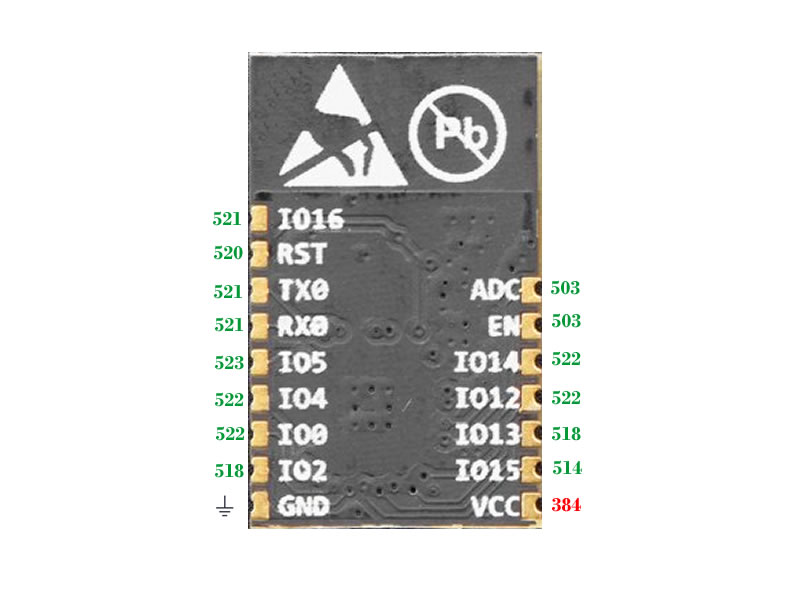 Pb
521 IO16
520 RST
521 TX0 ADC 503
521 RX0 EN 503
523 IO5 IO14 522
522 IO4 IO12 522
522 IO0 IO13 518
518 IO2 IO15 514
GND VCC 384